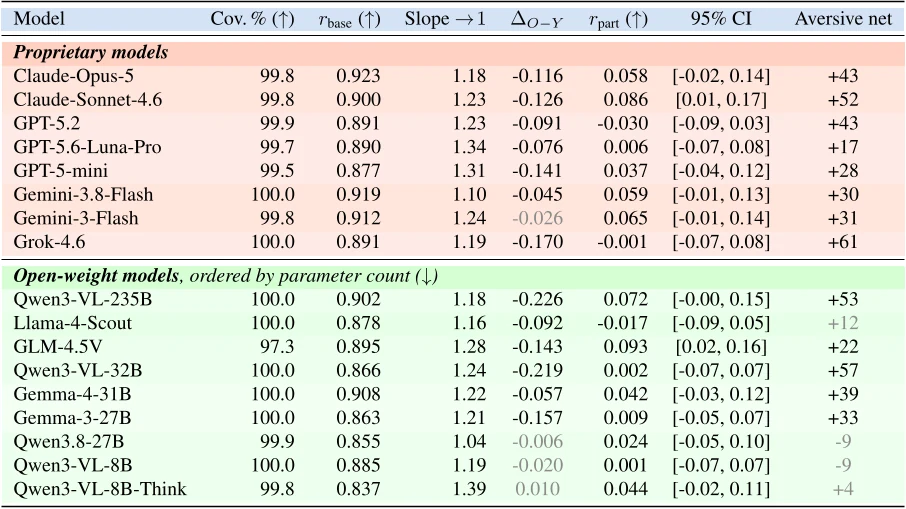 Model Cov. % (↑) r_base (↑) Slope →1 Δ_O−Y r_part (↑) 95% CI Aversive net
Proprietary models
Claude-Opus-5 99.8 0.923 1.18 -0.116 0.058 [-0.02, 0.14] +43
Claude-Sonnet-4.6 99.8 0.900 1.23 -0.126 0.086 [0.01, 0.17] +52
GPT-5.2 99.9 0.891 1.23 -0.091 -0.030 [-0.09, 0.03] +43
GPT-5.6-Luna-Pro 99.7 0.890 1.34 -0.076 0.006 [-0.07, 0.08] +17
GPT-5-mini 99.5 0.877 1.31 -0.141 0.037 [-0.04, 0.12] +28
Gemini-3.8-Flash 100.0 0.919 1.10 -0.045 0.059 [-0.01, 0.13] +30
Gemini-3-Flash 99.8 0.912 1.24 -0.026 0.065 [-0.01, 0.14] +31
Grok-4.6 100.0 0.891 1.19 -0.170 -0.001 [-0.07, 0.08] +61
Open-weight models, ordered by parameter count (↓)
Qwen3-VL-235B 100.0 0.902 1.18 -0.226 0.072 [-0.00, 0.15] +53
Llama-4-Scout 100.0 0.878 1.16 -0.092 -0.017 [-0.09, 0.05] +12
GLM-4.5V 97.3 0.895 1.28 -0.143 0.093 [0.02, 0.16] +22
Qwen3-VL-32B 100.0 0.866 1.24 -0.219 0.002 [-0.07, 0.07] +57
Gemma-4-31B 100.0 0.908 1.22 -0.057 0.042 [-0.03, 0.12] +39
Gemma-3-27B 100.0 0.863 1.21 -0.157 0.009 [-0.05, 0.07] +33
Qwen3.8-27B 99.9 0.855 1.04 -0.006 0.024 [-0.05, 0.10] -9
Qwen3-VL-8B 100.0 0.885 1.19 -0.020 0.001 [-0.07, 0.07] -9
Qwen3-VL-8B-Think 99.8 0.837 1.39 0.010 0.044 [-0.02, 0.11] +4